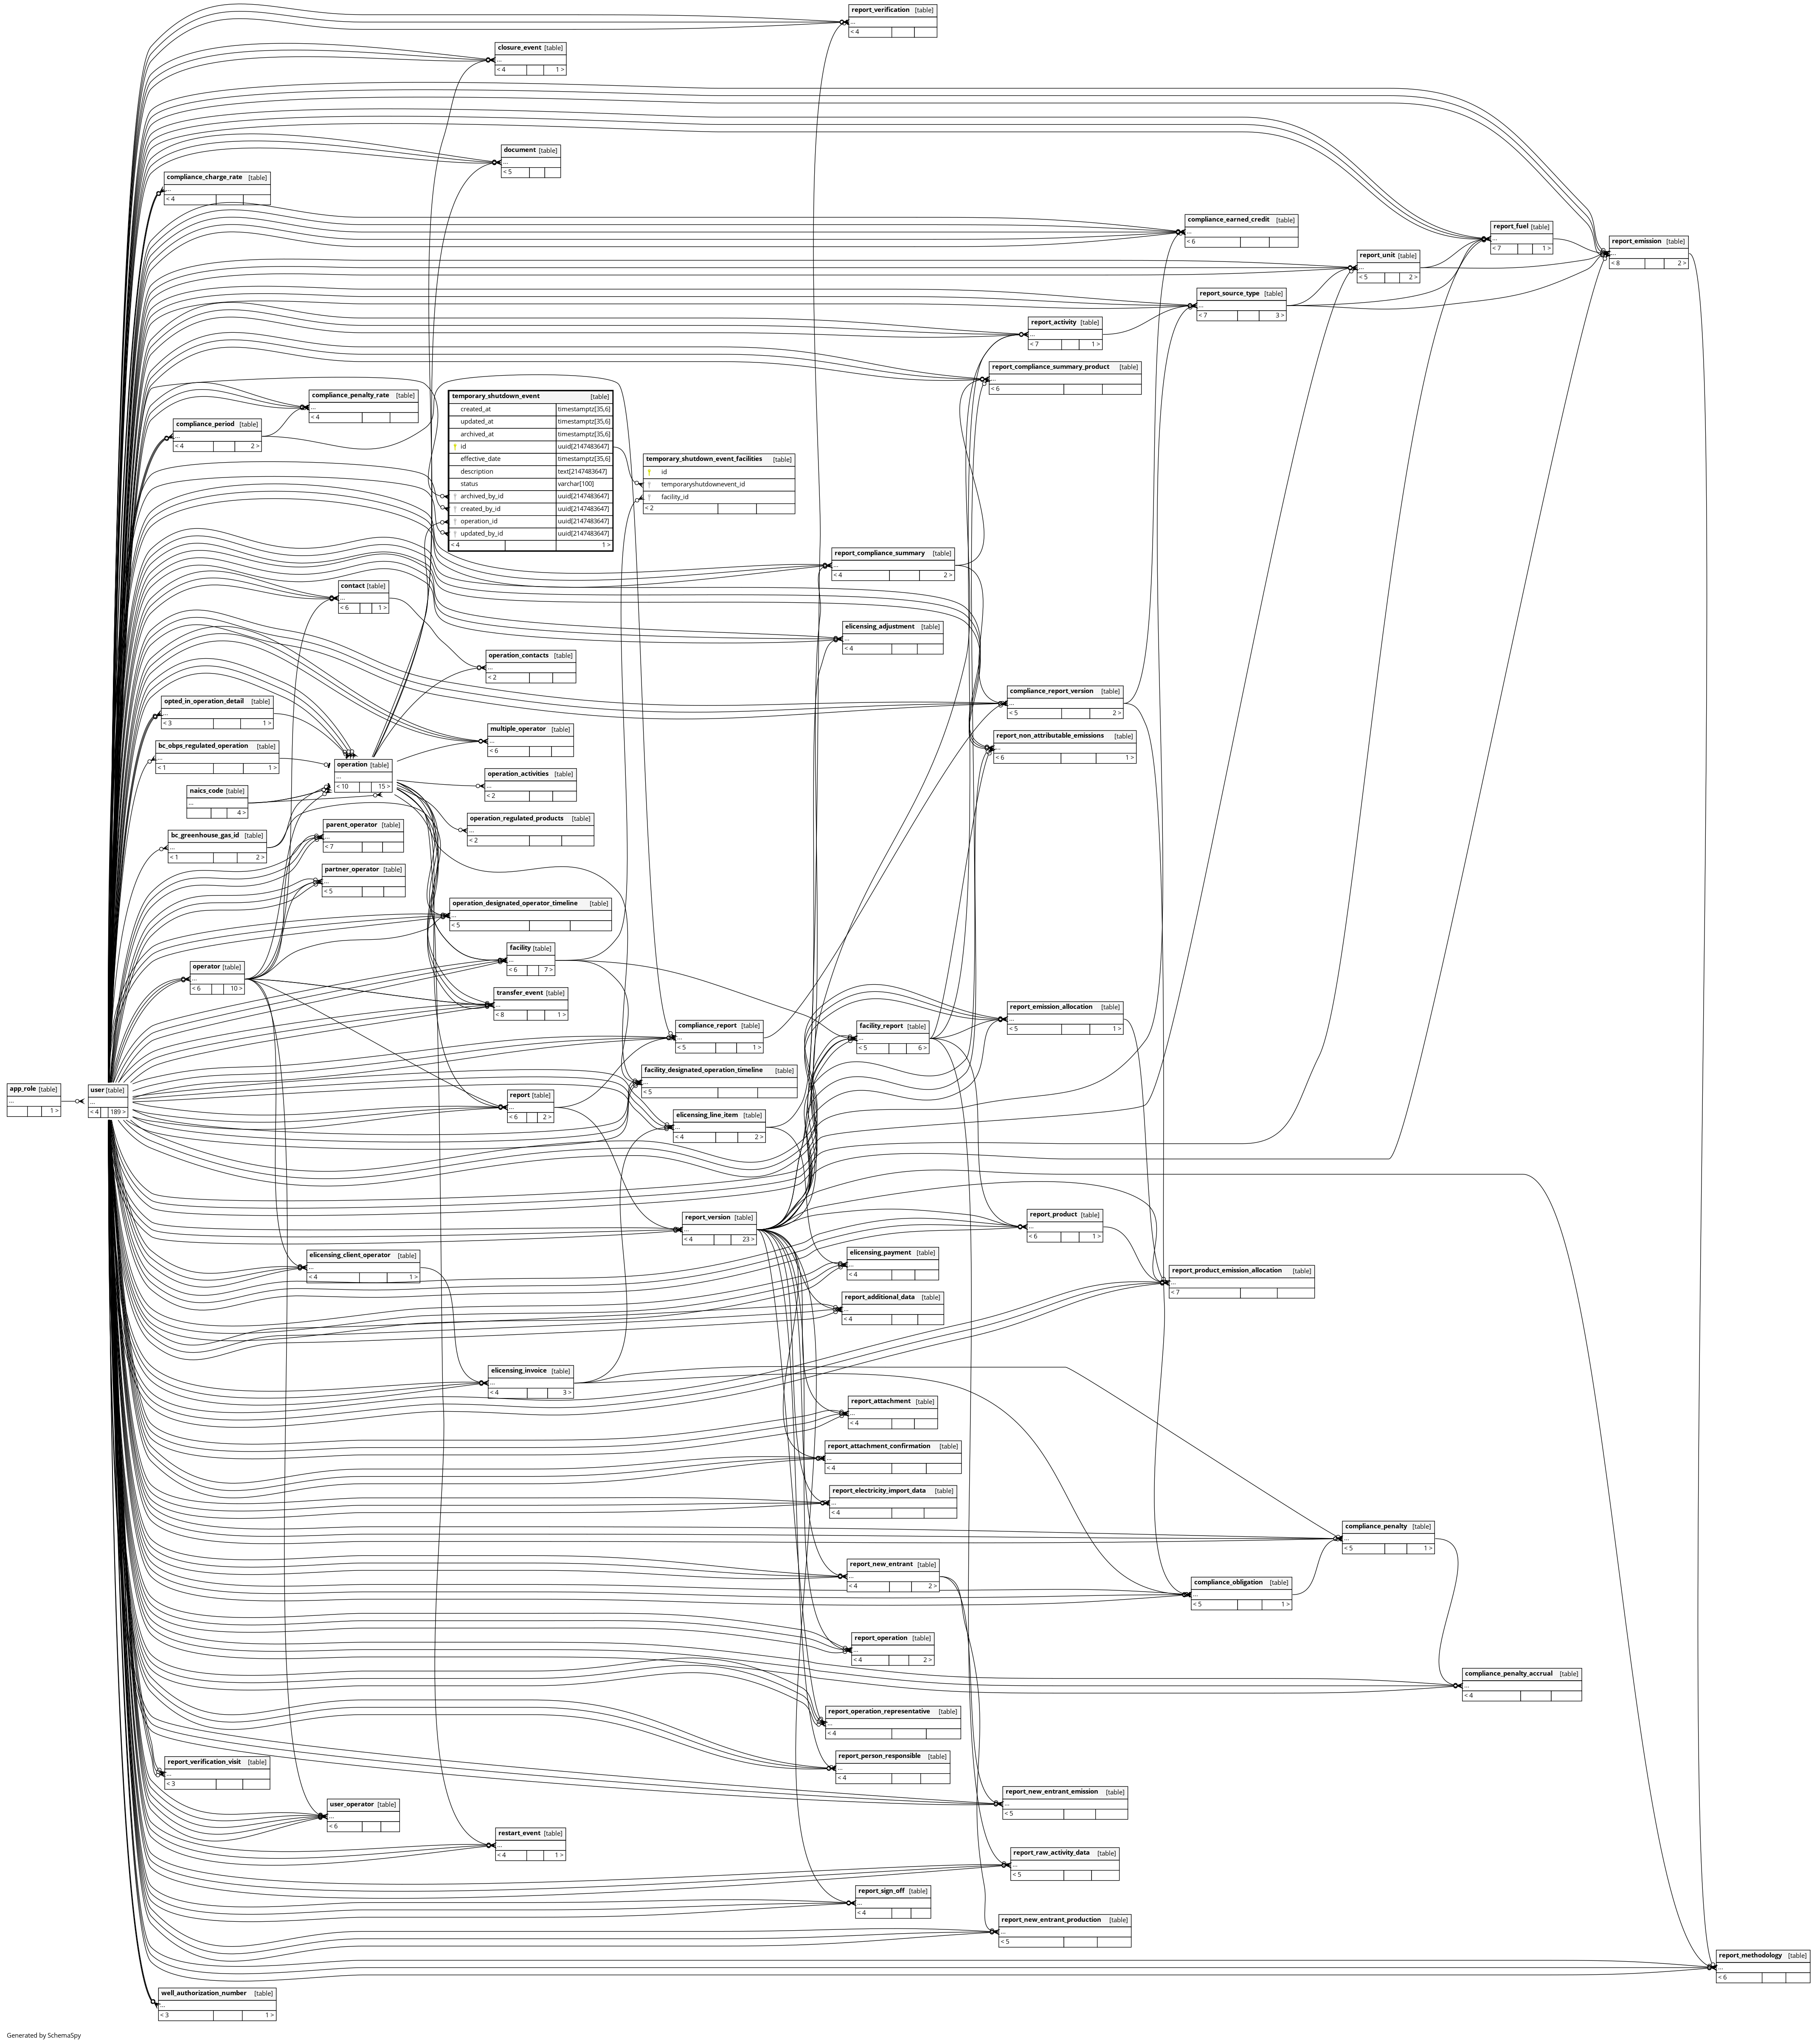 report_verification [table]
...
< 4
closure_event [table]
...
< 4 1 >
document [table]
...
< 5
compliance_charge_rate [table]
...
< 4
compliance_earned_credit [table]
...
< 6
report_fuel [table]
...
< 7 1 >
report_emission [table]
...
< 8 2 >
report_unit [table]
...
< 5 2 >
report_source_type [table]
...
< 7 3 >
report_activity [table]
...
< 7 1 >
report_compliance_summary_product [table]
...
< 6
compliance_penalty_rate [table]
...
< 4
compliance_period [table]
...
< 4 2 >
temporary_shutdown_event [table]
created_at timestamptz[35,6]
updated_at timestamptz[35,6]
archived_at timestamptz[35,6]
id uuid[2147483647]
effective_date timestamptz[35,6]
description text[2147483647]
status varchar[100]
archived_by_id uuid[2147483647]
created_by_id uuid[2147483647]
operation_id uuid[2147483647]
updated_by_id uuid[2147483647]
< 4 1 >
temporary_shutdown_event_facilities [table]
id
temporaryshutdownevent_id
facility_id
< 2
report_compliance_summary [table]
...
< 4 2 >
contact [table]
...
< 6 1 >
elicensing_adjustment [table]
...
< 4
operation_contacts [table]
...
< 2
compliance_report_version [table]
...
< 5 2 >
opted_in_operation_detail [table]
...
< 3 1 >
multiple_operator [table]
...
< 6
report_non_attributable_emissions [table]
...
< 6 1 >
bc_obps_regulated_operation [table]
...
< 1 1 >
operation [table]
...
< 10 15 >
operation_activities [table]
...
< 2
naics_code [table]
...
4 >
operation_regulated_products [table]
...
< 2
parent_operator [table]
...
< 7
bc_greenhouse_gas_id [table]
...
< 1 2 >
partner_operator [table]
...
< 5
operation_designated_operator_timeline [table]
...
< 5
facility [table]
...
< 6 7 >
operator [table]
...
< 6 10 >
transfer_event [table]
...
< 8 1 >
report_emission_allocation [table]
...
< 5 1 >
compliance_report [table]
...
< 5 1 >
facility_report [table]
...
< 5 6 >
facility_designated_operation_timeline [table]
...
< 5
app_role [table]
...
1 >
user [table]
...
< 4 189 >
report [table]
...
< 6 2 >
elicensing_line_item [table]
...
< 4 2 >
report_version [table]
...
< 4 23 >
report_product [table]
...
< 6 1 >
elicensing_client_operator [table]
...
< 4 1 >
elicensing_payment [table]
...
< 4
report_product_emission_allocation [table]
...
< 7
report_additional_data [table]
...
< 4
elicensing_invoice [table]
...
< 4 3 >
report_attachment [table]
...
< 4
report_attachment_confirmation [table]
...
< 4
report_electricity_import_data [table]
...
< 4
compliance_penalty [table]
...
< 5 1 >
report_new_entrant [table]
...
< 4 2 >
compliance_obligation [table]
...
< 5 1 >
report_operation [table]
...
< 4 2 >
compliance_penalty_accrual [table]
...
< 4
report_operation_representative [table]
...
< 4
report_person_responsible [table]
...
< 4
report_verification_visit [table]
...
< 3
report_new_entrant_emission [table]
...
< 5
user_operator [table]
...
< 6
restart_event [table]
...
< 4 1 >
report_raw_activity_data [table]
...
< 5
report_sign_off [table]
...
< 4
report_new_entrant_production [table]
...
< 5
report_methodology [table]
...
< 6
well_authorization_number [table]
...
< 3 1 >
Generated by SchemaSpy